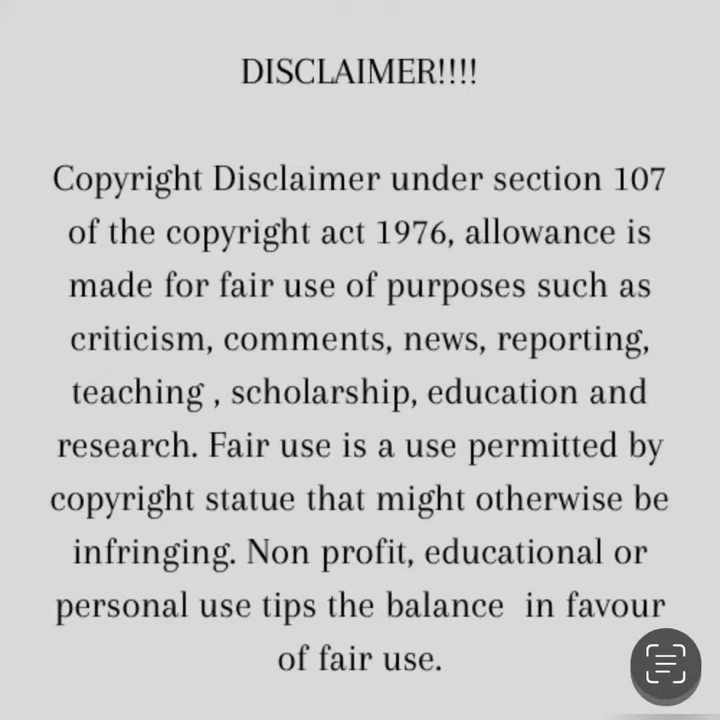 DISCLAIMER!!!!
Copyright Disclaimer under section 107
of the copyright act 1976, allowance is
made for fair use of purposes such as
criticism, comments, news, reporting,
teaching , scholarship, education and
research. Fair use is a use permitted by
copyright statue that might otherwise be
infringing. Non profit, educational or
personal use tips the balance  in favour
of fair use.